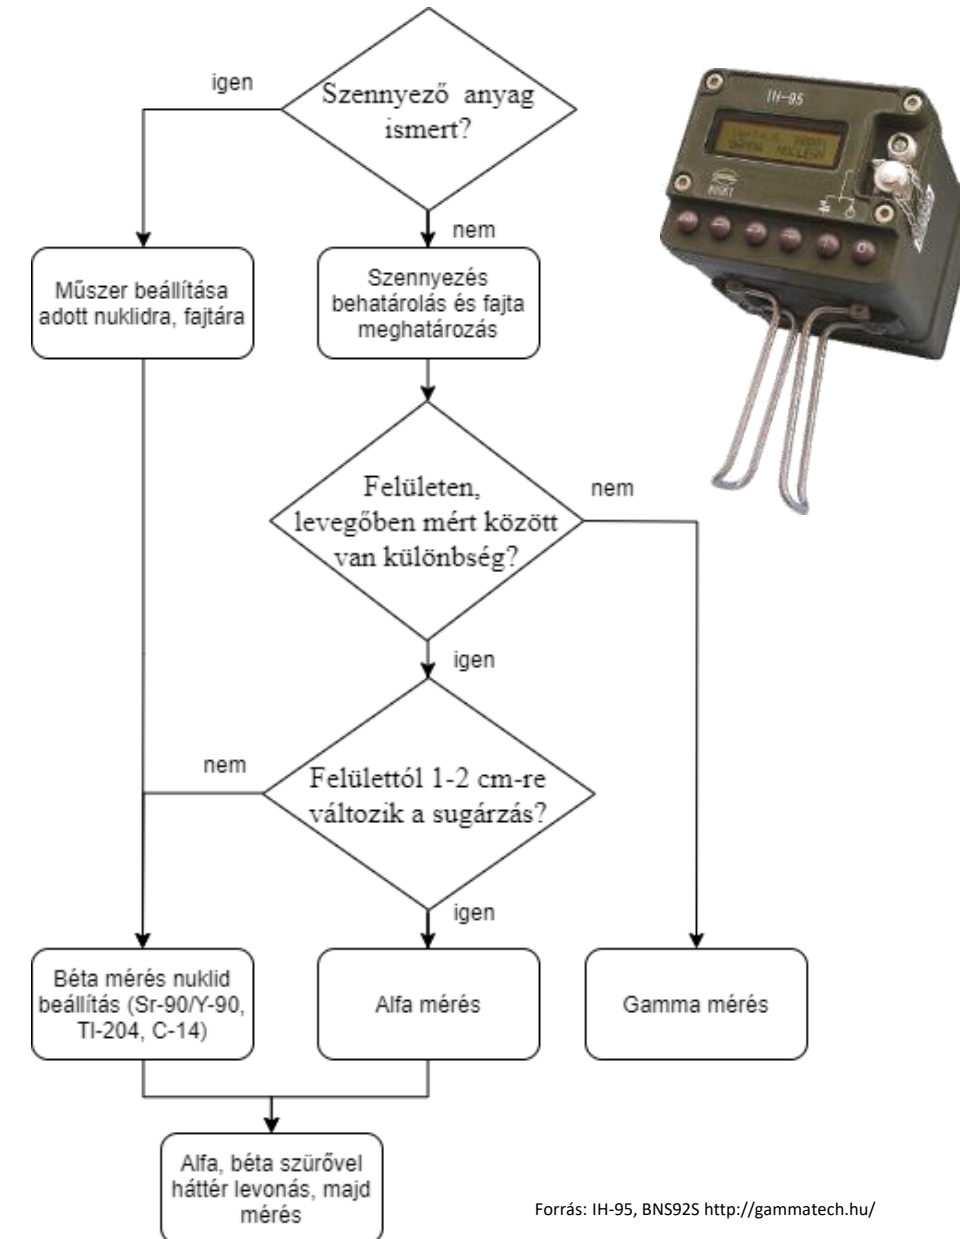 igen
Szennyező anyag
ismert?
IH-95
nem
Műszer beállítása
adott nuklidra, fajtára
Szennyezés
behatárolás és fajta
meghatározás
Felületen,
levegőben mért között
van különbség?
nem
igen
nem
Felülettól 1-2 cm-re
változik a sugárzás?
igen
Béta mérés nuklid
beállítás (Sr-90/Y-90,
Tl-204, C-14)
Alfa mérés
Gamma mérés
Alfa, béta szürővel
háttér levonás, majd
mérés
Forrás: IH-95, BNS92S http://gammatech.hu/